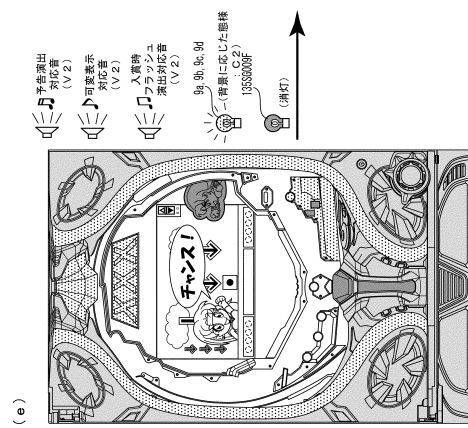 (e)
予告演出
対応音
(V2)
可変表示
対応音
(V2)
入賞時
フラッシュ
演出対応音
(V2)
9a, 9b, 9c, 9d
(背景に応じた態様
:C2)
135SG009F
(消灯)
チャンス!